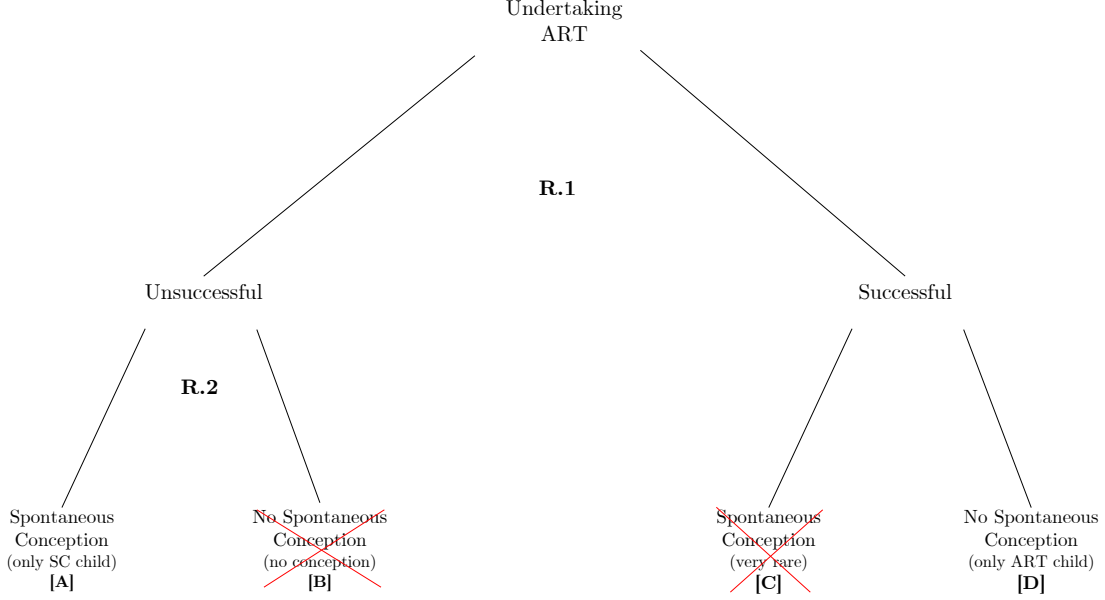 Undertaking
ART
R.1
Unsuccessful
Successful
R.2
Spontaneous
Conception
(only SC child)
[A]
No Spontaneous
Conception
(no conception)
[B]
Spontaneous
Conception
(very rare)
[C]
No Spontaneous
Conception
(only ART child)
[D]